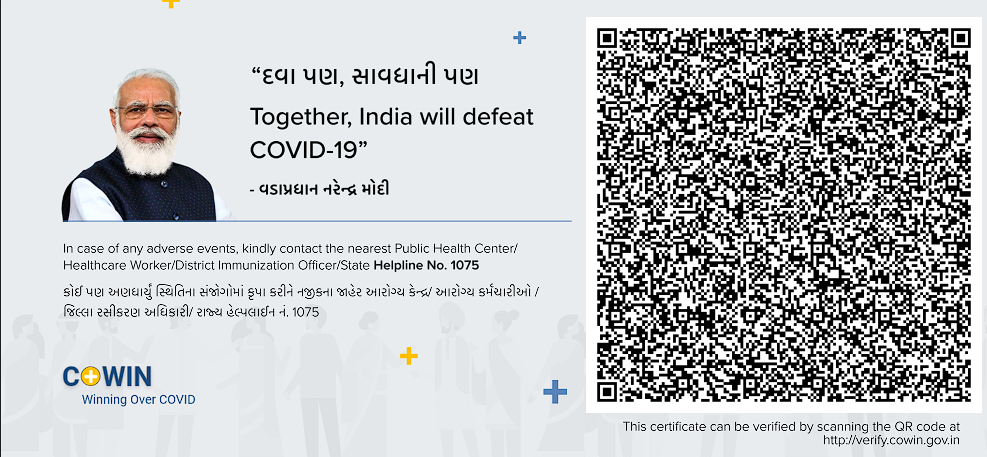 “દવા પણ, સાવધાની પણ
Together, India will defeat
COVID-19”
- વડાપ્રધાન નરેન્દ્ર મોદી
In case of any adverse events, kindly contact the nearest Public Health Center/
Healthcare Worker/District Immunization Officer/State Helpline No. 1075
કોઈ પણ અણધાર્યું સ્થિતિના સંજોગોમાં કૃપા કરીને નજીકના જાહેર આરોગ્ય કેન્દ્ર/ આરોગ્ય કર્મચારીઓ /
જિલ્લા રસીકરણ અધિકારી/ રાજ્ય હેલ્પલાઈન નં. 1075
COWIN
Winning Over COVID
This certificate can be verified by scanning the QR code at
http://verify.cowin.gov.in